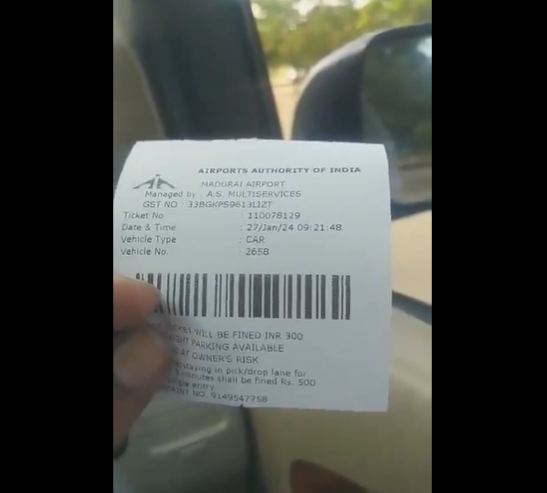 AIRPORTS AUTHORITY OF INDIA
MADURAI AIRPORT
Managed by : A.S. MULTISERVICES
GST NO : 33BGKPS9613L1ZT
Ticket No : 110078129
Date & Time : 27/Jan/24 09:21:48
Vehicle Type : CAR
Vehicle No. : 2658
WILL BE FINED INR 300
PARKING AVAILABLE
AT OWNER'S RISK
in pick/drop lane for
minutes shall be fined Rs. 500
entry
NO. 9149547758